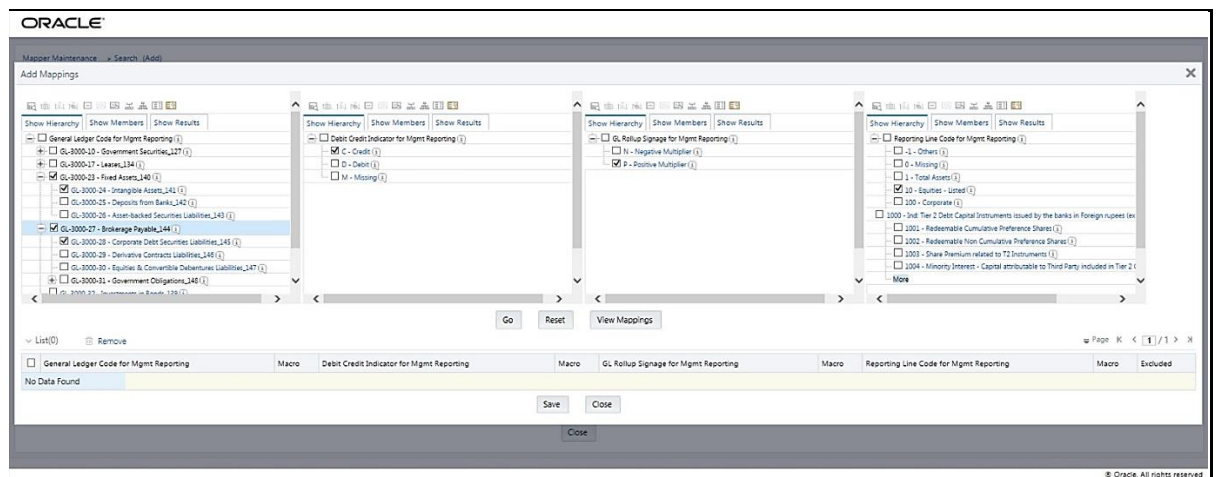 ORACLE
Mapper Maintenance » Search (Add)
Add Mappings
Show Hierarchy Show Members Show Results
General Ledger Code for Mgmt Reporting
GL-3000-10 - Government Securities_127
GL-3000-17 - Leases_134
GL-3000-23 - Fixed Assets_140
GL-3000-24 - Intangible Assets_141
GL-3000-25 - Deposits from Banks_142
GL-3000-26 - Asset-backed Securities Liabilities_143
GL-3000-27 - Brokerage Payable_144
GL-3000-28 - Corporate Debt Securities Liabilities_145
GL-3000-29 - Derivative Contracts Liabilities_146
GL-3000-30 - Equities & Convertible Debentures Liabilities_147
GL-3000-31 - Government Obligations_148
GL-3000-32 - Investments in Bonds_139
Show Hierarchy Show Members Show Results
Debit Credit Indicator for Mgmt Reporting
C - Credit
D - Debit
M - Missing
Show Hierarchy Show Members Show Results
GL Rollup Signage for Mgmt Reporting
N - Negative Multiplier
P - Positive Multiplier
Show Hierarchy Show Members Show Results
Reporting Line Code for Mgmt Reporting
-1 - Others
0 - Missing
1 - Total Assets
10 - Equities - Listed
100 - Corporate
1000 - Ind: Tier 2 Debt Capital Instruments issued by the banks in Foreign rupees (ex
1001 - Redeemable Cumulative Preference Shares
1002 - Redeemable Non Cumulative Preference Shares
1003 - Share Premium related to T2 Instruments
1004 - Minority Interest - Capital attributable to Third Party included in Tier 2 (
More
Go Reset View Mappings
List(0) Remove Page 1 / 1
General Ledger Code for Mgmt Reporting Macro Debit Credit Indicator for Mgmt Reporting Macro GL Rollup Signage for Mgmt Reporting Macro Reporting Line Code for Mgmt Reporting Macro Excluded
No Data Found
Save Close
Close
© Oracle. All rights reserved